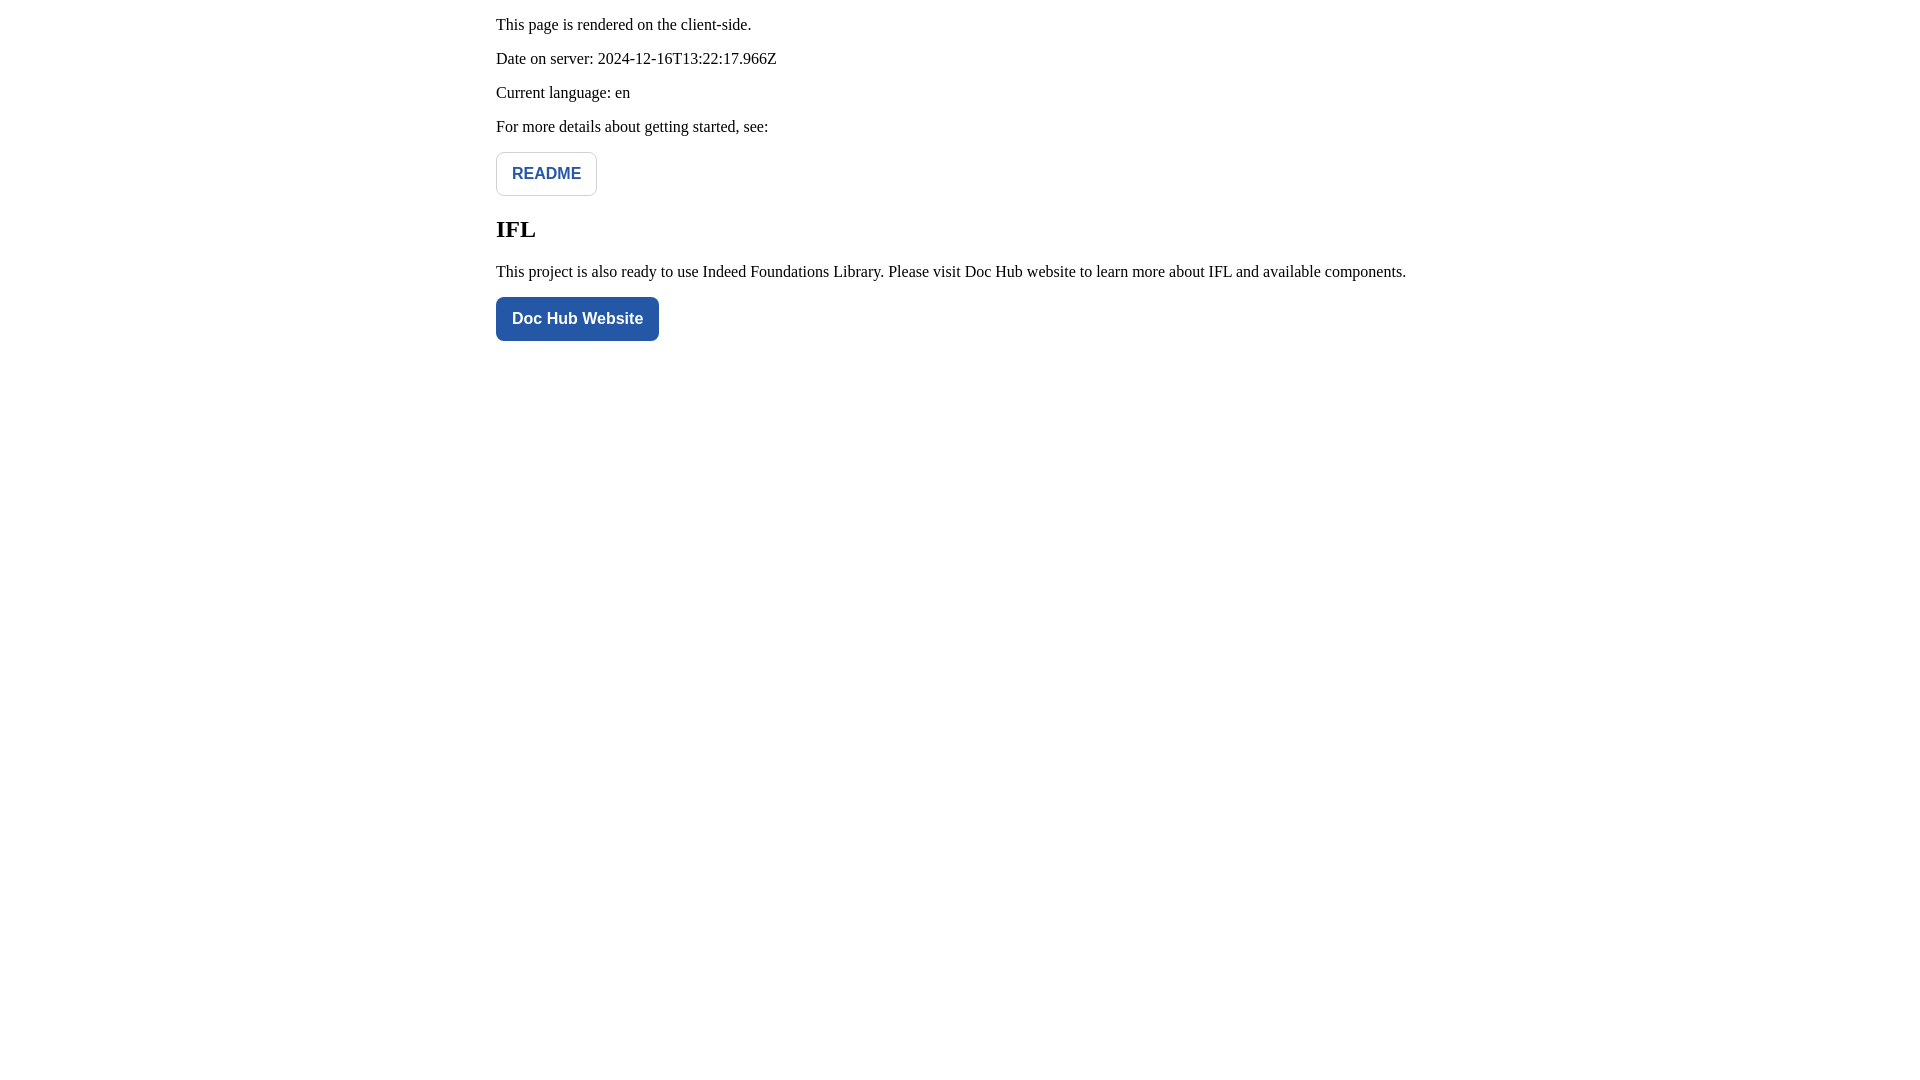 This page is rendered on the client-side.
Date on server: 2024-12-16T13:22:17.966Z
Current language: en
For more details about getting started, see:
README
IFL
This project is also ready to use Indeed Foundations Library. Please visit Doc Hub website to learn more about IFL and available components.
Doc Hub Website